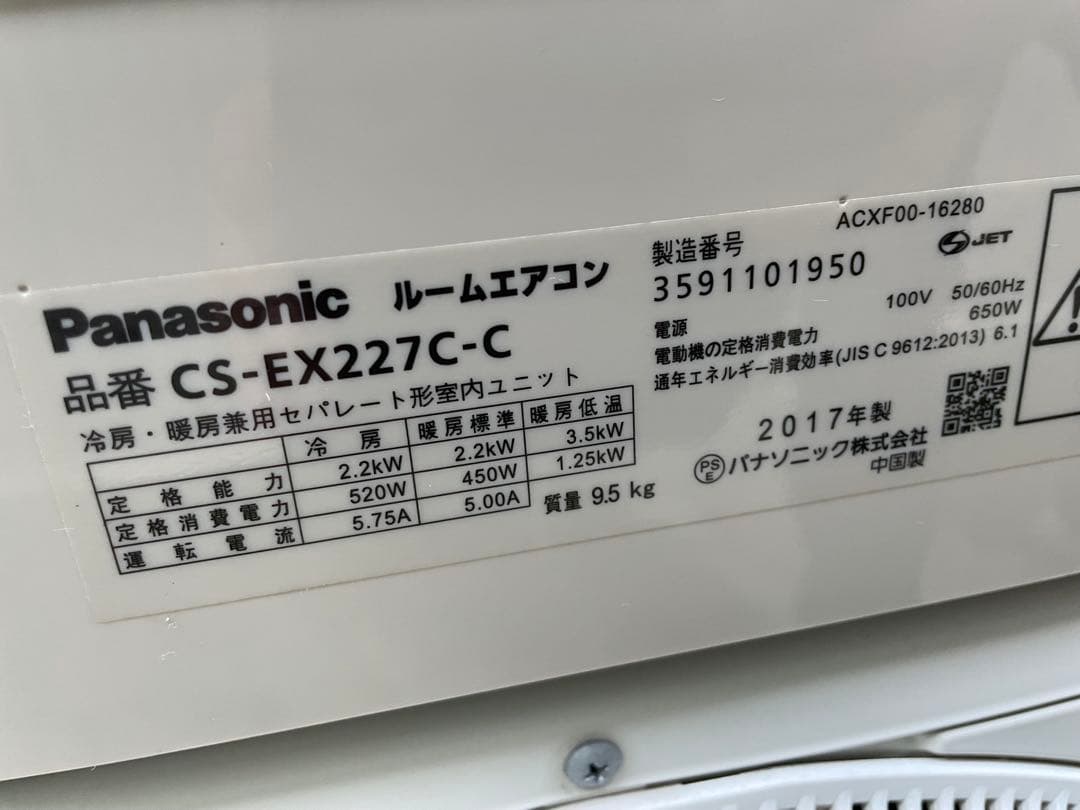 ACXF00-16280
JET
Panasonic ルームエアコン
品番 CS-EX227C-C
冷房・暖房兼用セパレート形室内ユニット
冷房 暖房標準 暖房低温
定格能力 2.2kW 2.2kW 3.5kW
定格消費電力 520W 450W 1.25kW
運転電流 5.75A 5.00A
質量 9.5 kg
製造番号
3591101950
電源 100V 50/60Hz
電動機の定格消費電力 650W
通年エネルギー消費効率(JIS C 9612:2013) 6.1
2017年製
PSE パナソニック株式会社
中国製